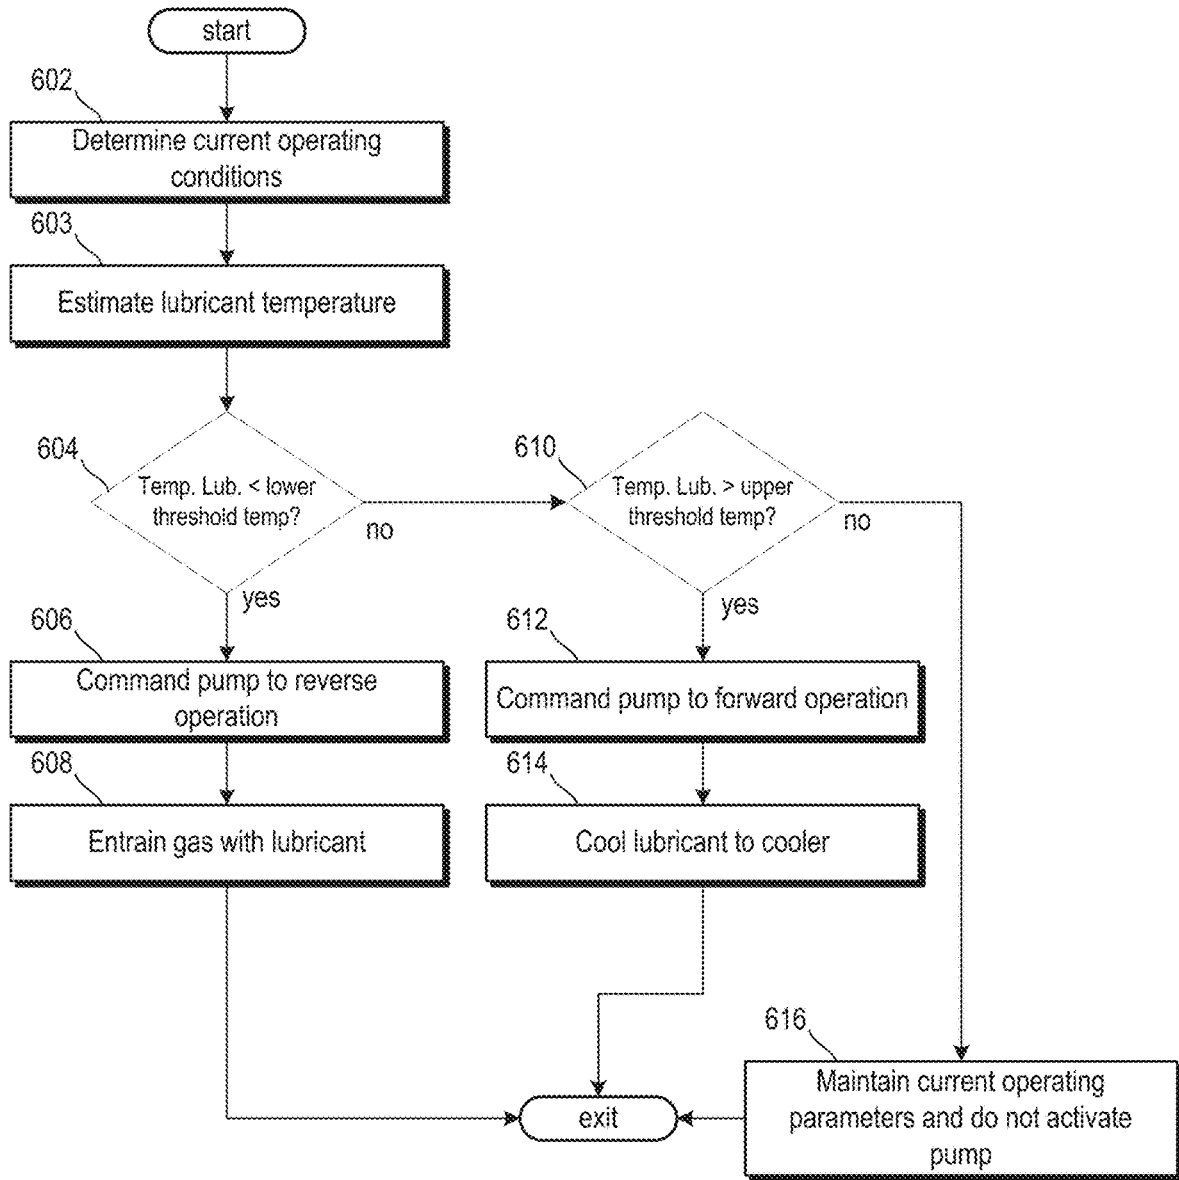 start
602
Determine current operating
conditions
603
Estimate lubricant temperature
604
Temp. Lub. < lower
threshold temp?
no
yes
610
Temp. Lub. > upper
threshold temp?
no
yes
606
Command pump to reverse
operation
612
Command pump to forward operation
608
Entrain gas with lubricant
614
Cool lubricant to cooler
616
Maintain current operating
parameters and do not activate
pump
exit